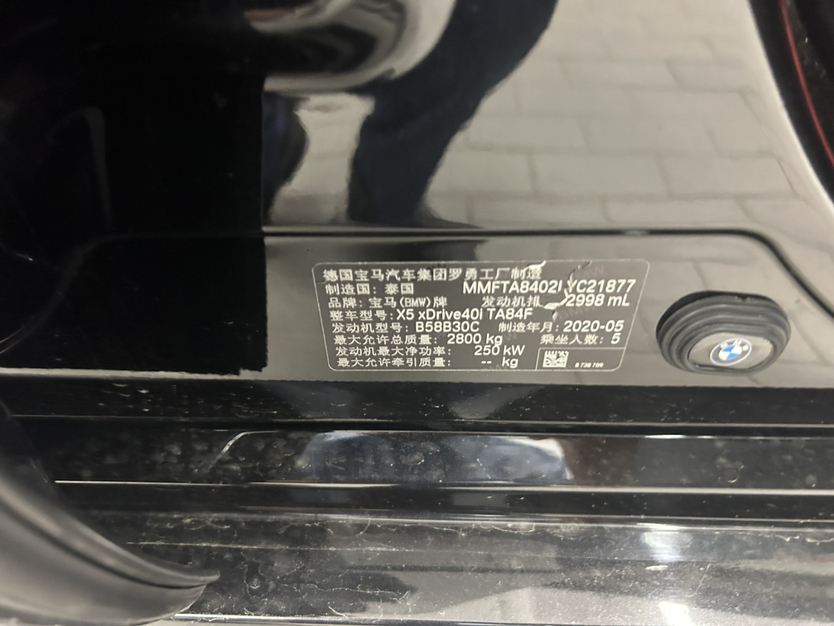 德国宝马汽车集团罗勇工厂制造
制造国: 泰国 MMFTA8402LYC21877
品牌: 宝马(BMW)牌 发动机排 2998 mL
整车型号: X5 xDrive40i TA84F
发动机型号: B58B30C 制造年月: 2020-05
最大允许总质量: 2800 kg 乘坐人数: 5
发动机最大净功率: 250 kW
最大允许牵引质量: -- kg